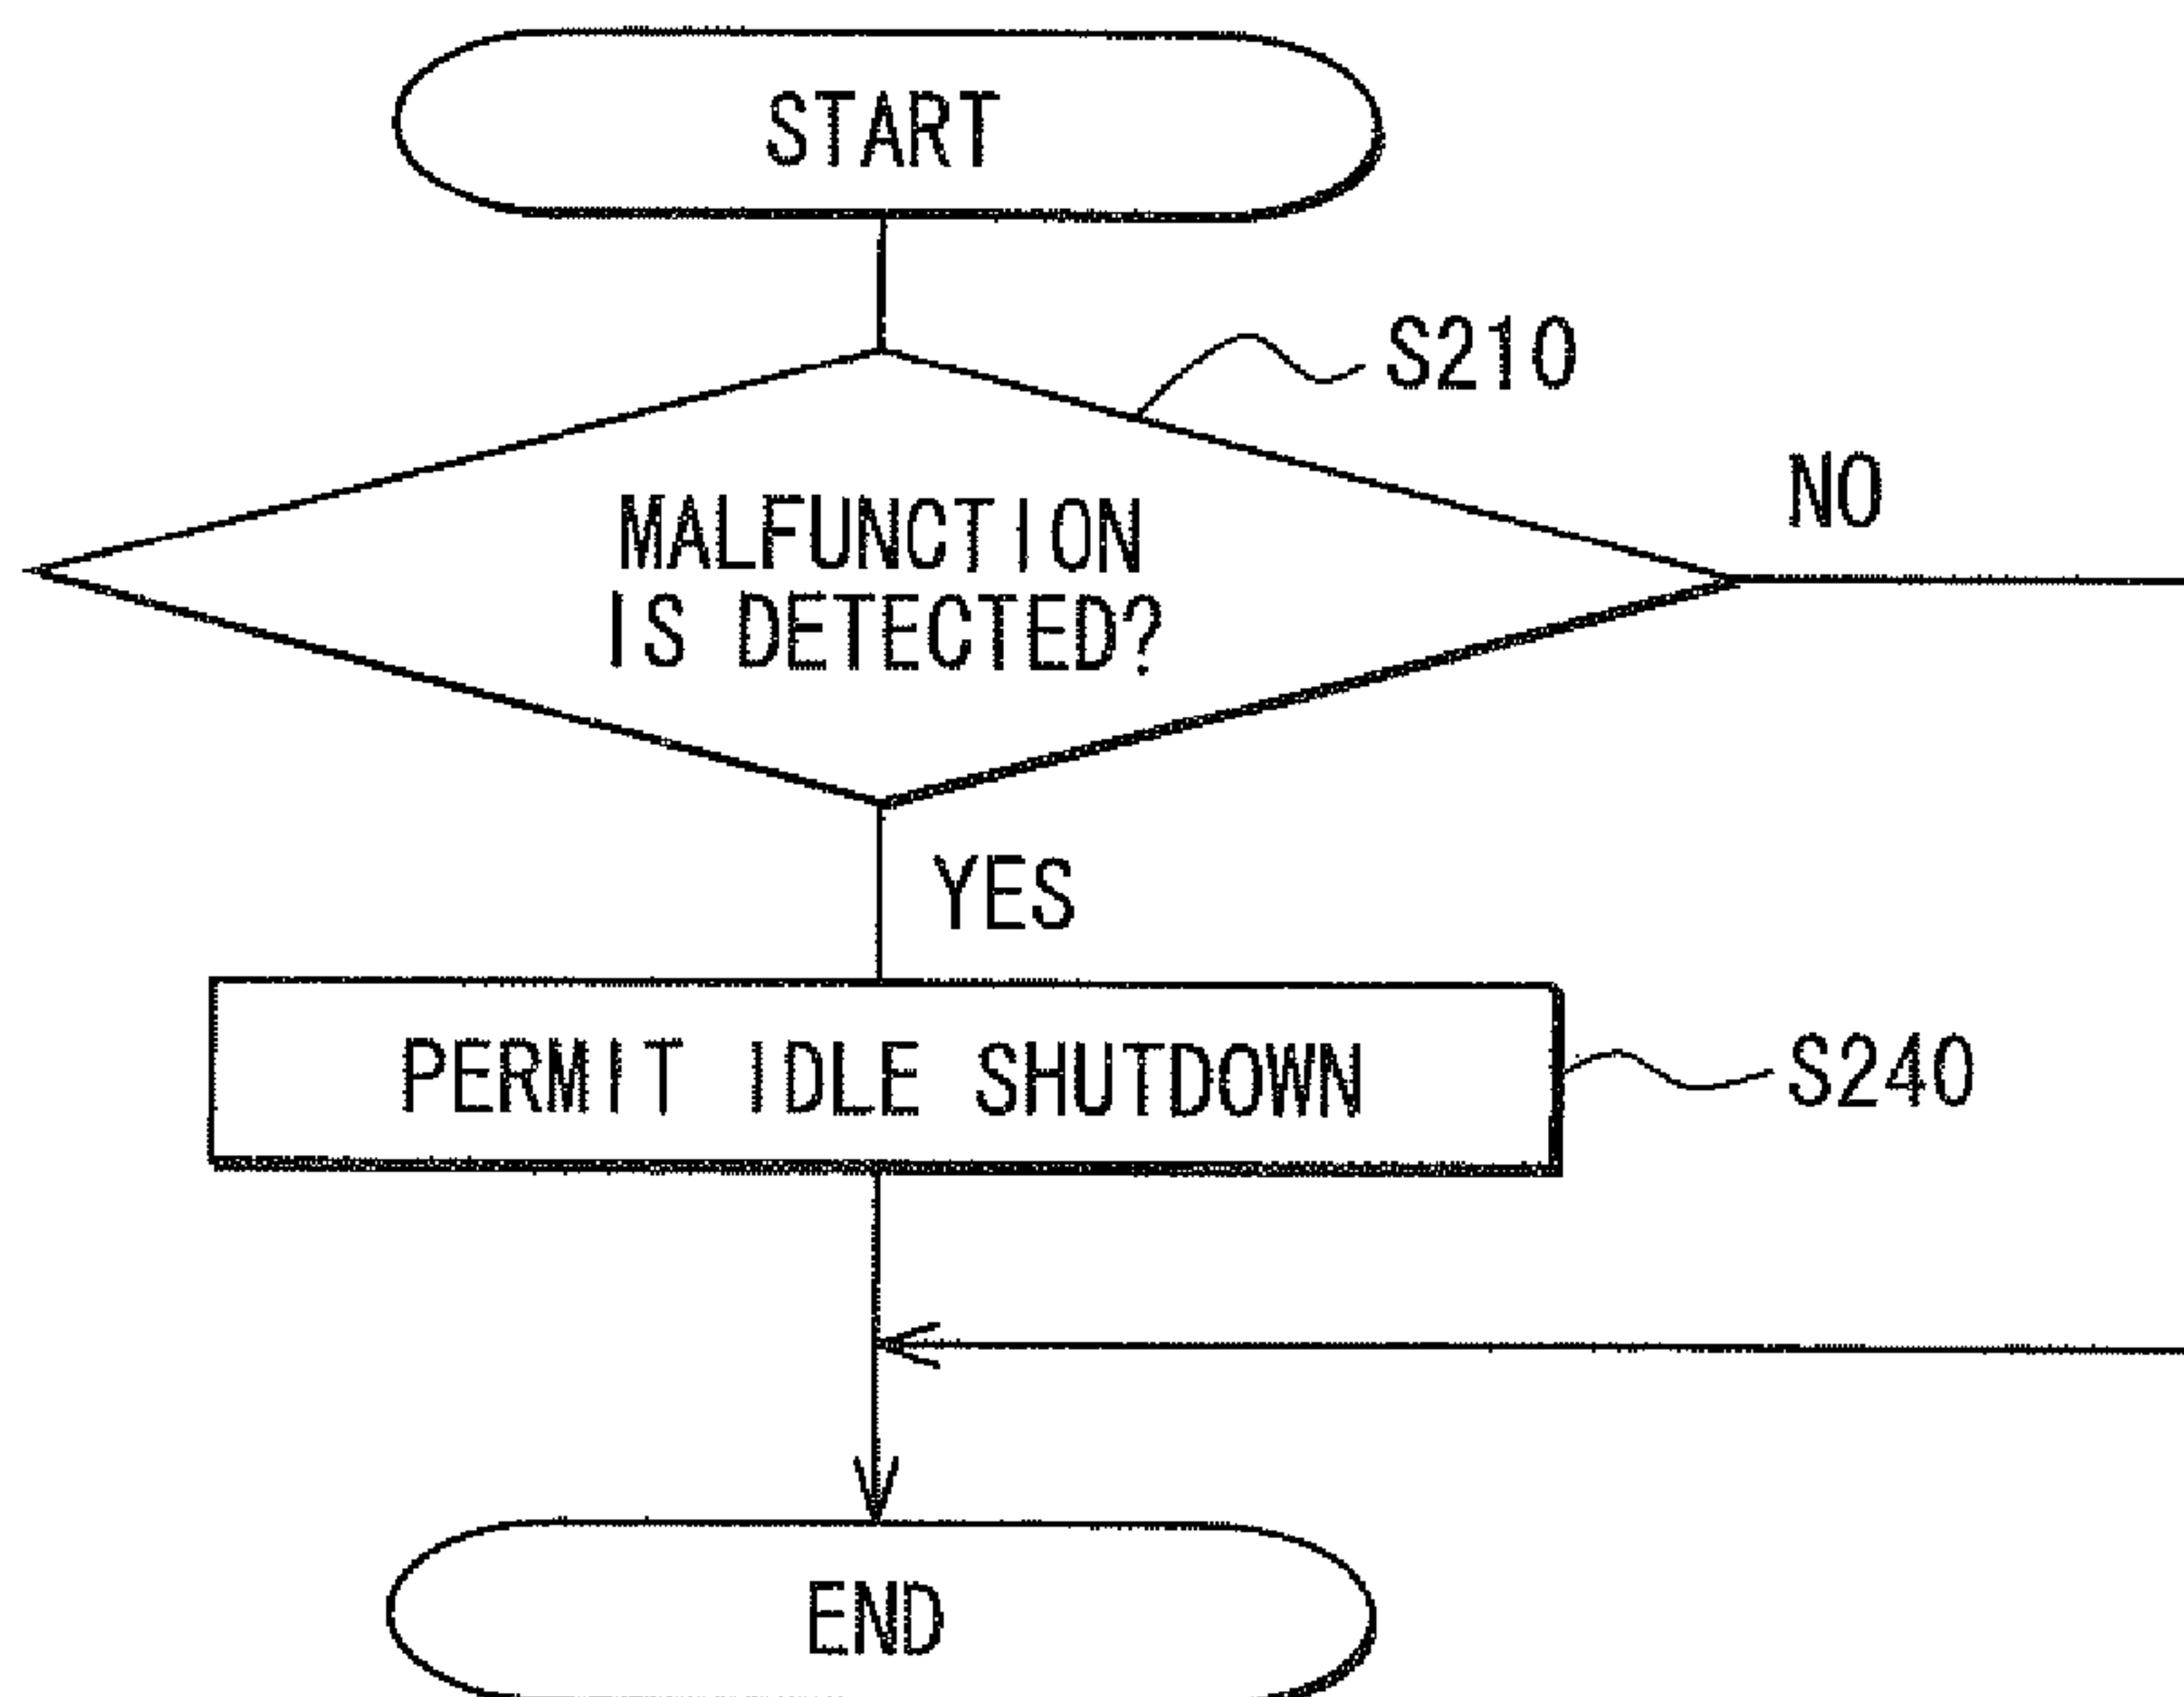 START
S210
NO
MALFUNCTION
IS DETECTED?
YES
PERMIT IDLE SHUTDOWN
S240
END